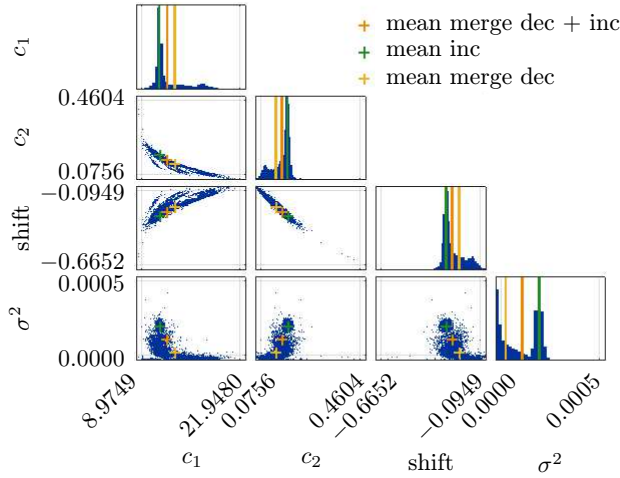 c₁
mean merge dec + inc
mean inc
mean merge dec
0.4604
c₂
0.0756
−0.0949
shift
−0.6652
0.0005
σ²
0.0000
8.9749 21.9480 0.0756 0.4604 −0.6652 −0.0949 0.0000 0.0005
c₁ c₂ shift σ²